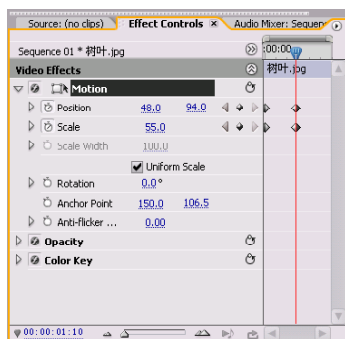 Source: (no clips) Effect Controls × Audio Mixer: Sequen
Sequence 01 * 树叶.jpg :00:00
Video Effects 树叶.jpg
Motion
Position 48.0 94.0
Scale 55.0
Scale Width 100.0
Uniform Scale
Rotation 0.0°
Anchor Point 150.0 106.5
Anti-flicker ... 0.00
Opacity
Color Key
00:00:01:10